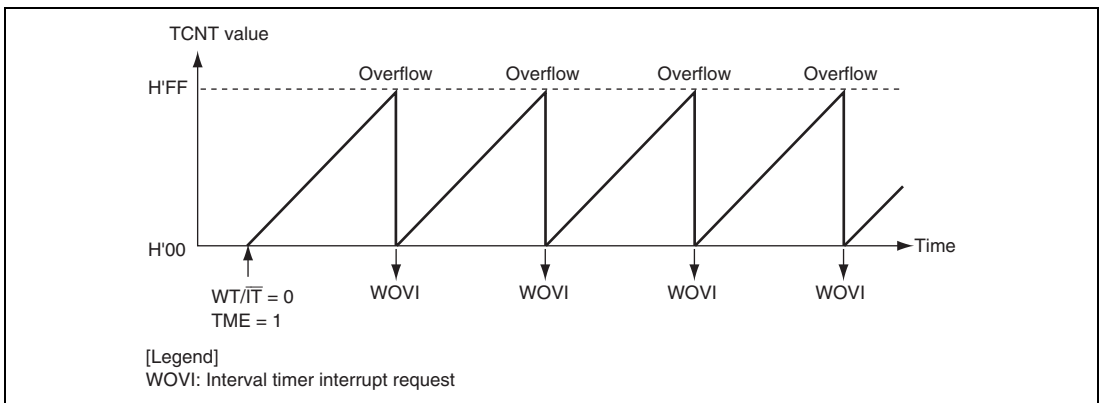 TCNT value
Overflow Overflow Overflow Overflow
H'FF
H'00
Time
WT/I̅T̅ = 0
TME = 1
WOVI WOVI WOVI WOVI
[Legend]
WOVI: Interval timer interrupt request